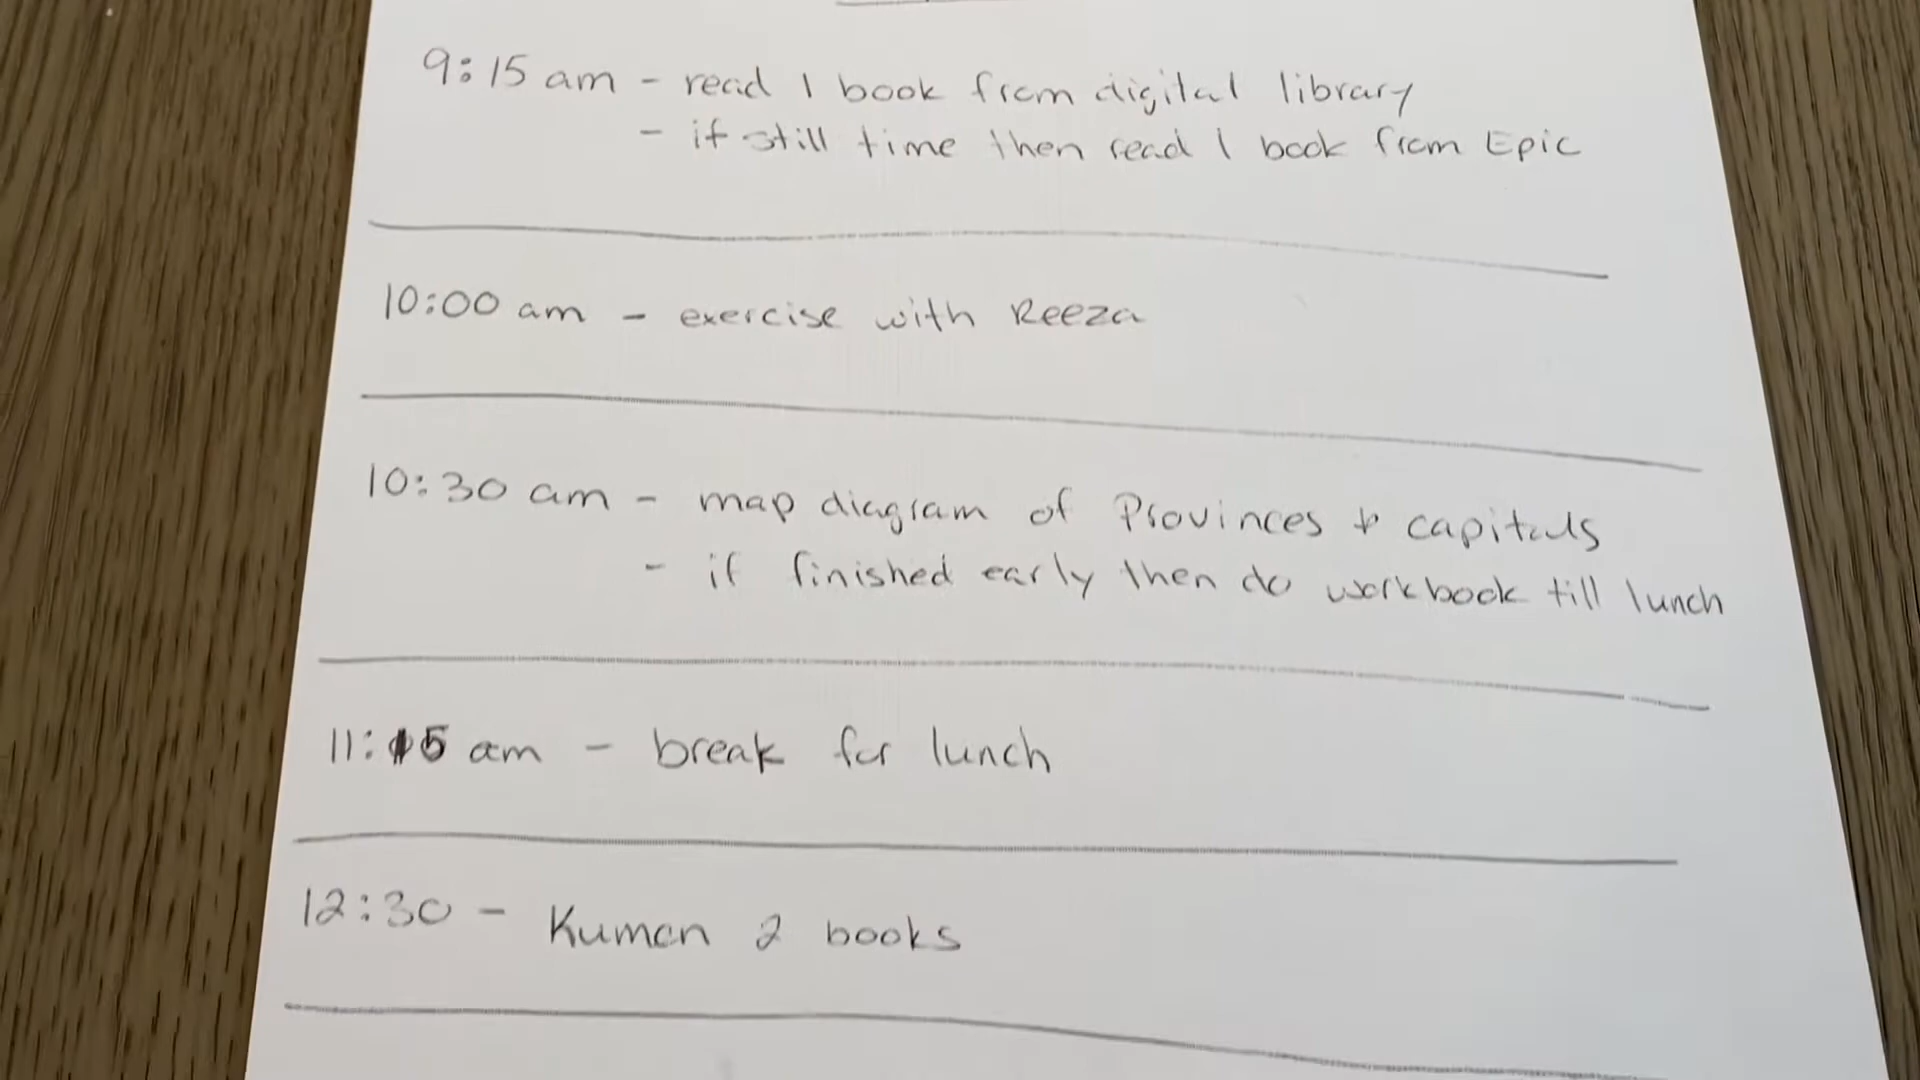 9:15 am - read 1 book from digital library
- if still time then read 1 book from Epic
10:00 am - exercise with Reeza
10:30 am - map diagram of Provinces & capitals
- if finished early then do workbook till lunch
11:15 am - break for lunch
12:30 - Kumon 2 books